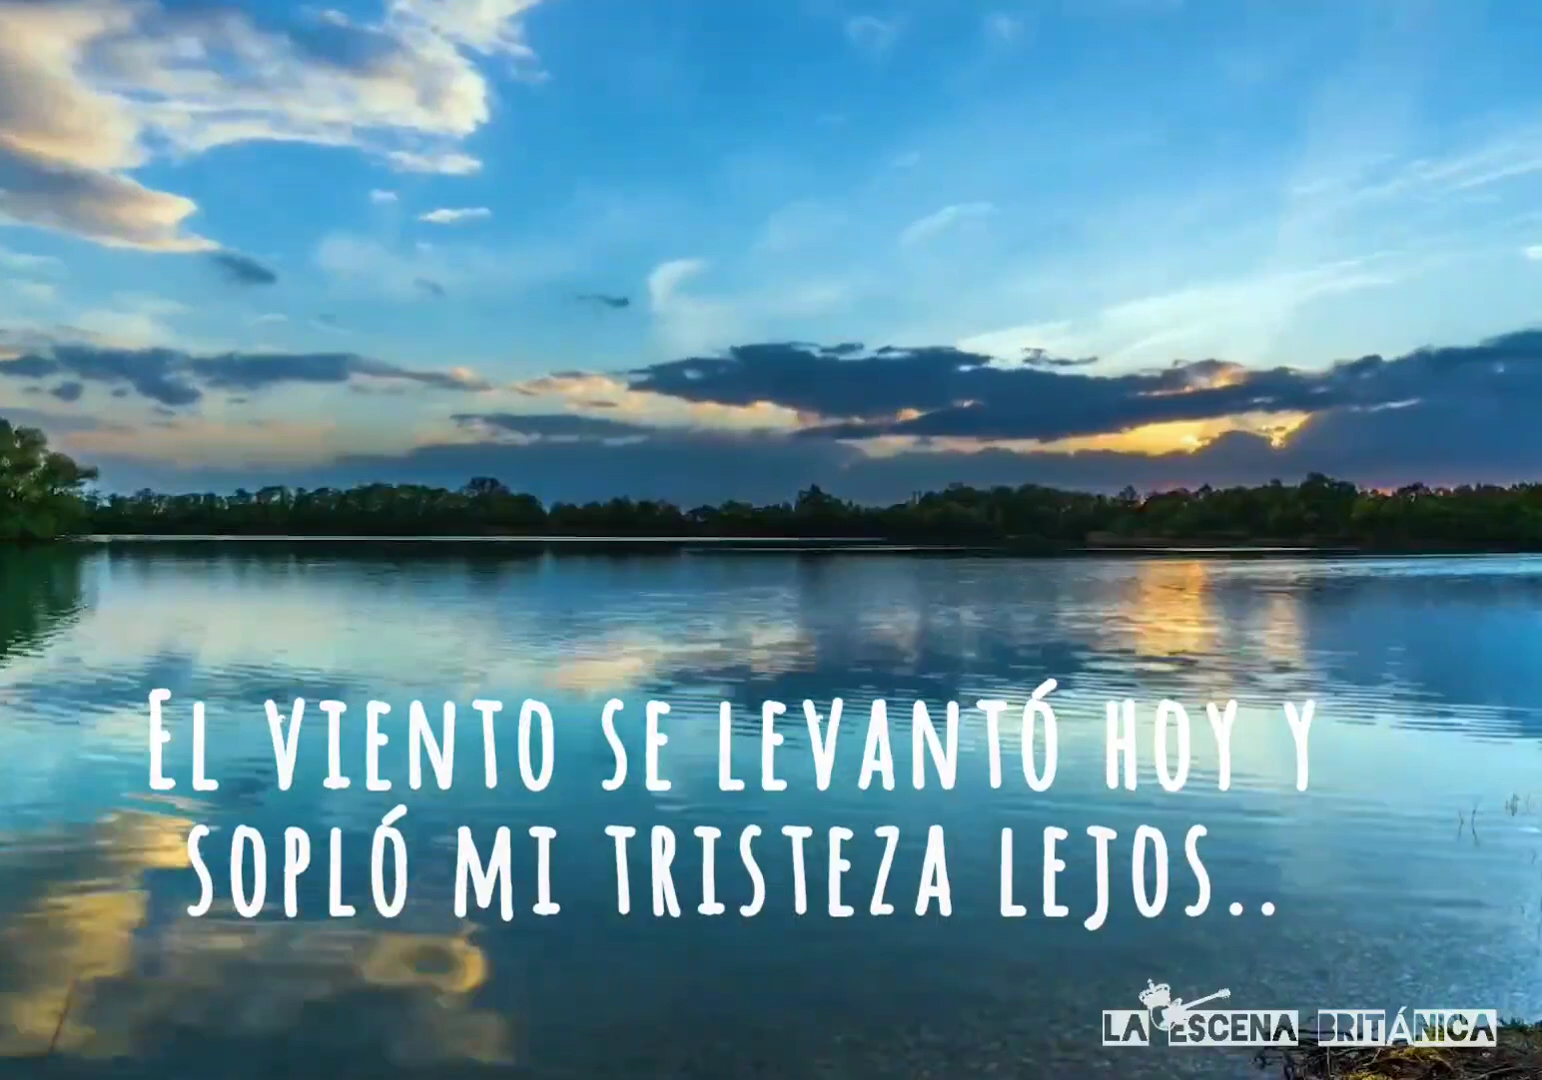 El viento se levantó hoy y
sopló mi tristeza lejos..
LA ESCENA BRITÁNICA